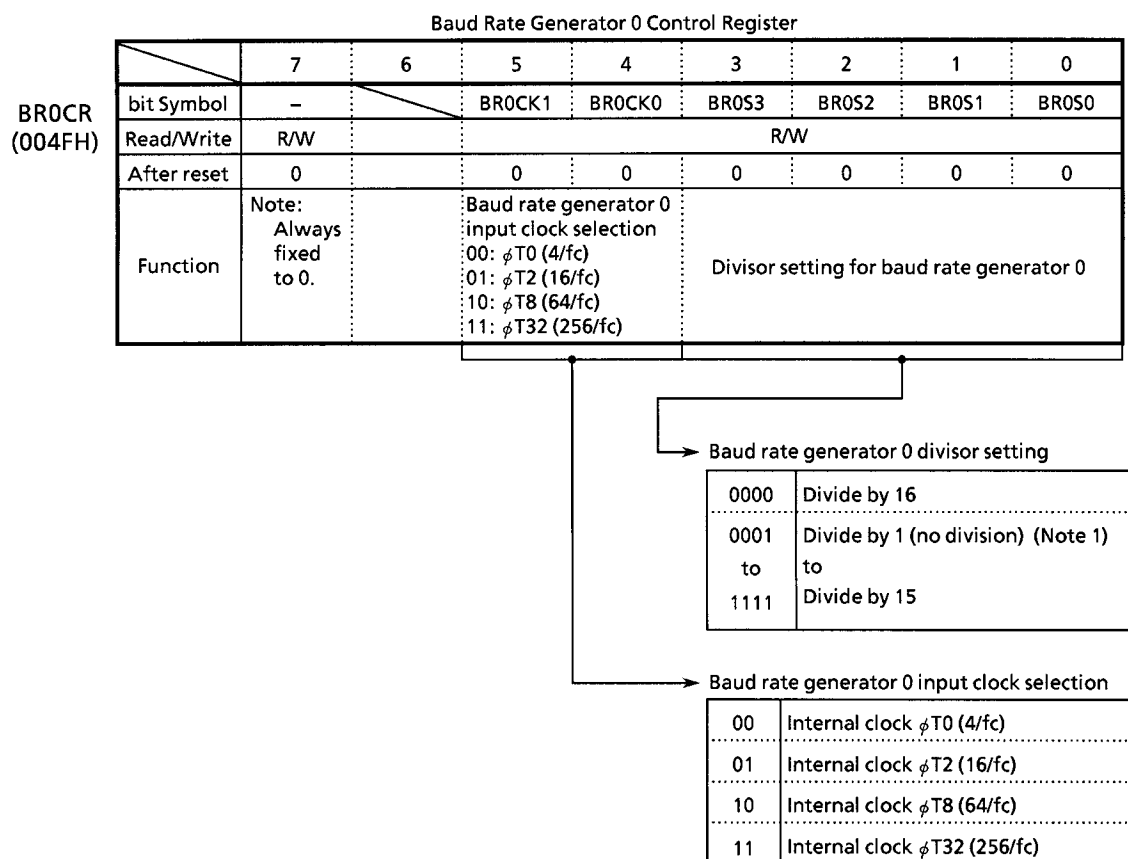 Baud Rate Generator 0 Control Register
BR0CR
(004FH)
7 6 5 4 3 2 1 0
bit Symbol – BR0CK1 BR0CK0 BR0S3 BR0S2 BR0S1 BR0S0
Read/Write R/W R/W
After reset 0 0 0 0 0 0 0
Function
Note:
Always
fixed
to 0.
Baud rate generator 0
input clock selection
00: φT0 (4/fc)
01: φT2 (16/fc)
10: φT8 (64/fc)
11: φT32 (256/fc)
Divisor setting for baud rate generator 0
Baud rate generator 0 divisor setting
0000 Divide by 16
0001 Divide by 1 (no division) (Note 1)
to to
1111 Divide by 15
Baud rate generator 0 input clock selection
00 Internal clock φT0 (4/fc)
01 Internal clock φT2 (16/fc)
10 Internal clock φT8 (64/fc)
11 Internal clock φT32 (256/fc)